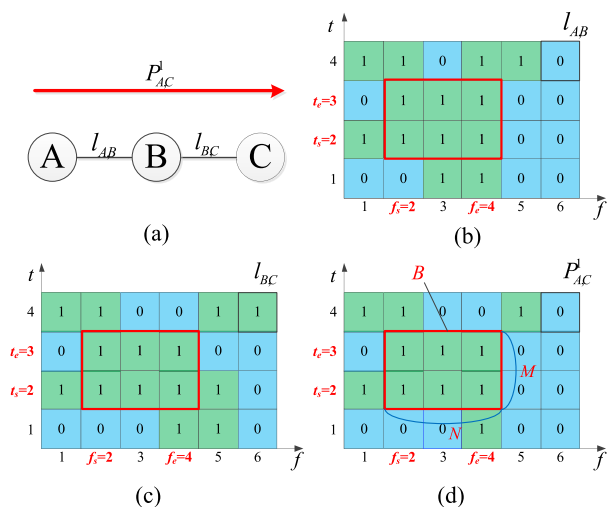 P¹A,C
A lA,B B lB,C C
(a)
t lA,B
4 1 1 0 1 1 0
te=3 0 1 1 1 0 0
ts=2 1 1 1 1 0 0
1 0 0 1 1 0 0
1 fs=2 3 fe=4 5 6 f
(b)
t lB,C
4 1 1 0 0 1 1
te=3 0 1 1 1 0 0
ts=2 1 1 1 1 1 0
1 0 0 0 1 1 0
1 fs=2 3 fe=4 5 6 f
(c)
t B P¹A,C
4 1 1 0 0 1 0
te=3 0 1 1 1 0 0
M
ts=2 1 1 1 1 0 0
1 0 0 0 1 0 0
N
1 fs=2 3 fe=4 5 6 f
(d)